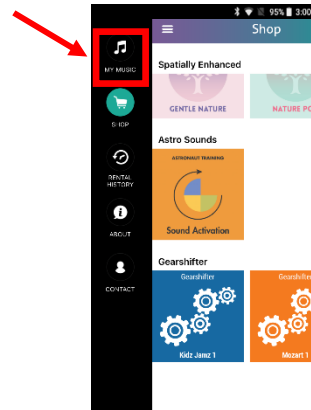 95% 3:00
MY MUSIC
SHOP
RENTAL
HISTORY
ABOUT
CONTACT
Shop
Spatially Enhanced
GENTLE NATURE
NATURE
Astro Sounds
ASTRONAUT TRAINING
Sound Activation
Gearshifter
Gearshifter
Kidz Jamz 1
Gearshifter
Mozart 1